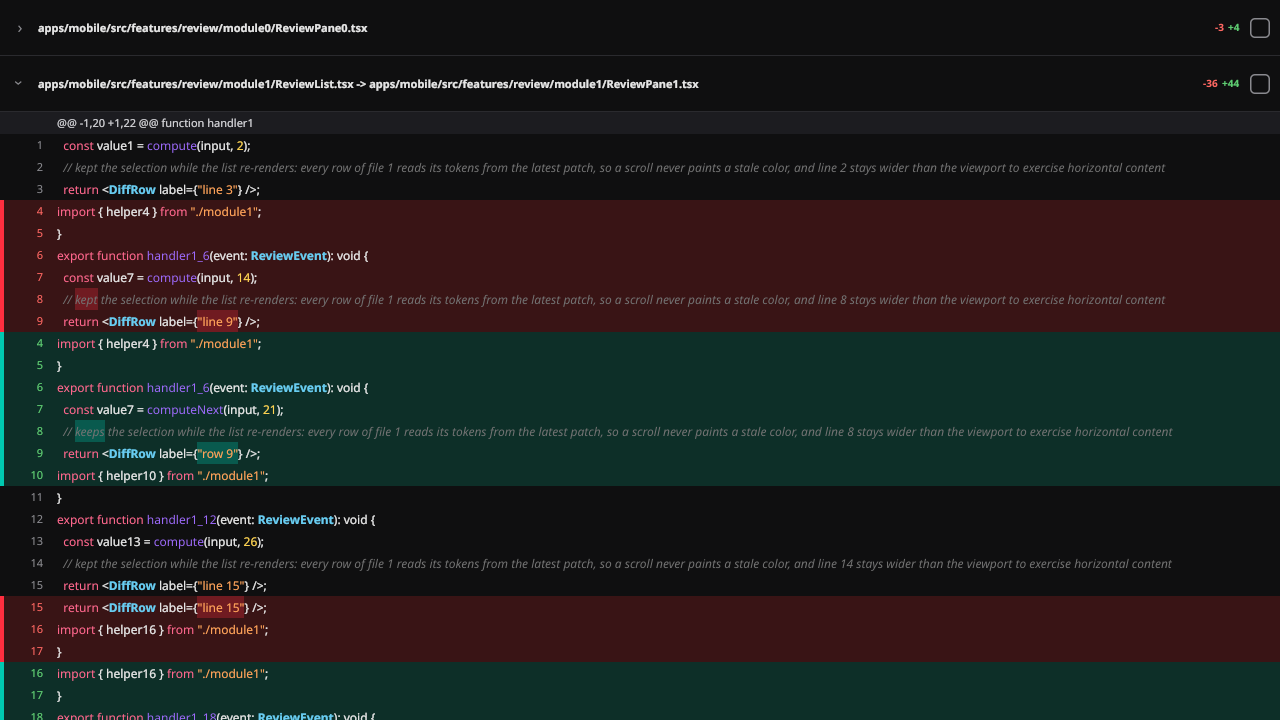 apps/mobile/src/features/review/module0/ReviewPane0.tsx -3 +4
apps/mobile/src/features/review/module1/ReviewList.tsx -> apps/mobile/src/features/review/module1/ReviewPane1.tsx -36 +44
@@ -1,20 +1,22 @@ function handler1
1 const value1 = compute(input, 2);
2 // kept the selection while the list re-renders: every row of file 1 reads its tokens from the latest patch, so a scroll never paints a stale color, and line 2 stays wider than the viewport to exercise horizontal content
3 return <DiffRow label={"line 3"} />;
4 import { helper4 } from "./module1";
5 }
6 export function handler1_6(event: ReviewEvent): void {
7 const value7 = compute(input, 14);
8 // kept the selection while the list re-renders: every row of file 1 reads its tokens from the latest patch, so a scroll never paints a stale color, and line 8 stays wider than the viewport to exercise horizontal content
9 return <DiffRow label={"line 9"} />;
4 import { helper4 } from "./module1";
5 }
6 export function handler1_6(event: ReviewEvent): void {
7 const value7 = computeNext(input, 21);
8 // keeps the selection while the list re-renders: every row of file 1 reads its tokens from the latest patch, so a scroll never paints a stale color, and line 8 stays wider than the viewport to exercise horizontal content
9 return <DiffRow label={"row 9"} />;
10 import { helper10 } from "./module1";
11 }
12 export function handler1_12(event: ReviewEvent): void {
13 const value13 = compute(input, 26);
14 // kept the selection while the list re-renders: every row of file 1 reads its tokens from the latest patch, so a scroll never paints a stale color, and line 14 stays wider than the viewport to exercise horizontal content
15 return <DiffRow label={"line 15"} />;
15 return <DiffRow label={"line 15"} />;
16 import { helper16 } from "./module1";
17 }
16 import { helper16 } from "./module1";
17 }
18 export function handler1_18(event: ReviewEvent): void {